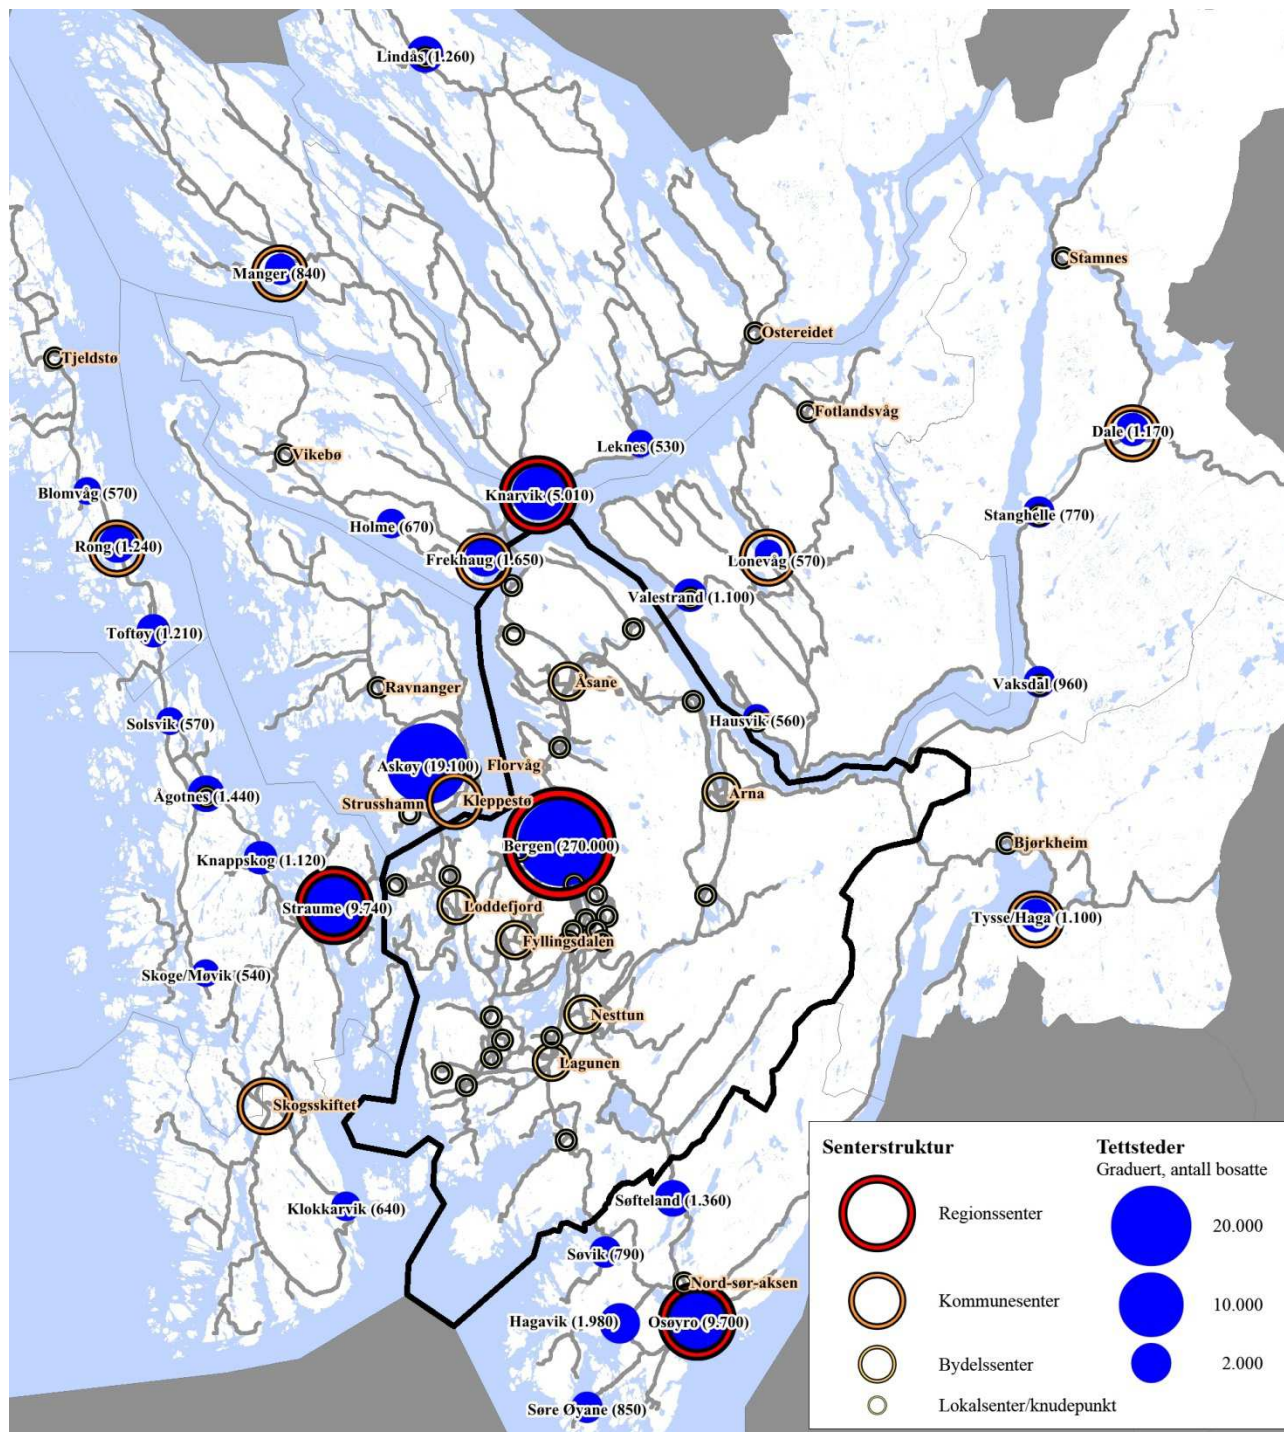 Lindås (1.260)
Manger (840)
Stamnes
Østereidet
Tjeldstø
Fotlandsvåg
Dale (1.170)
Leknes (530)
Vikebø
Blomvåg (570)
Knarvik (5.010)
Stanghelle (770)
Holme (670)
Rong (1.240)
Frekhaug (1.650)
Lonevåg (570)
Valestrand (1.100)
Toftøy (1.210)
Åsane
Ravnanger
Vaksdal (960)
Solsvik (570)
Hausvik (560)
Askøy (19.100)
Florvåg
Ågotnes (1.440)
Strusshamn
Kleppestø
Arna
Bergen (270.000)
Bjørkheim
Knappskog (1.120)
Straume (9.740)
Loddefjord
Tysse/Haga (1.100)
Fyllingsdalen
Skoge/Møvik (540)
Nesttun
Lagunen
Skogsskiftet
Klokkarvik (640)
Søfteland (1.360)
Søvik (790)
Nord-sør-aksen
Hagavik (1.980)
Osøyro (9.700)
Søre Øyane (850)
Senterstruktur
Regionssenter
Kommunesenter
Bydelssenter
Lokalsenter/knudepunkt
Tettsteder
Graduert, antall bosatte
20.000
10.000
2.000